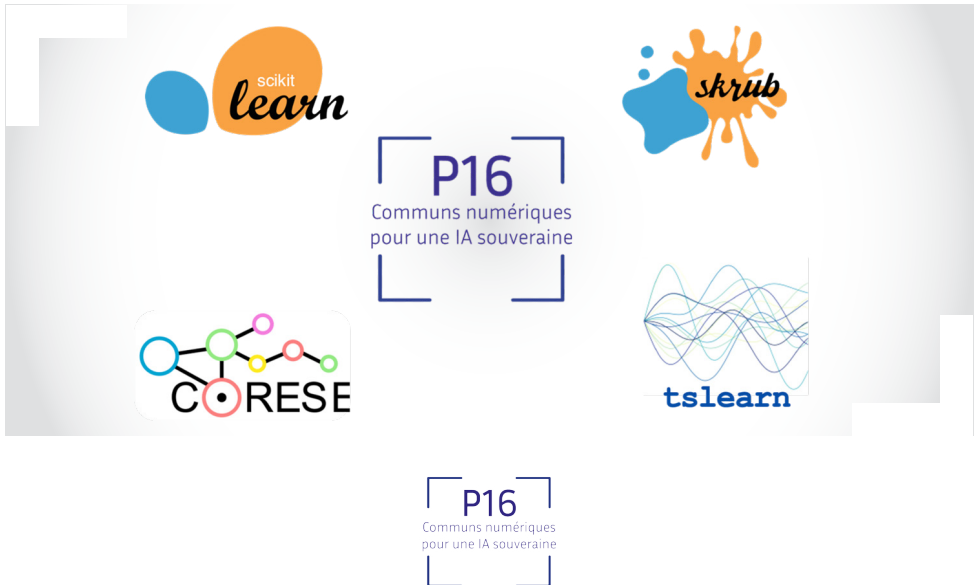 scikit
learn
skrub
P16
Communs numériques
pour une IA souveraine
CORESE
tslearn
P16
Communs numériques
pour une IA souveraine